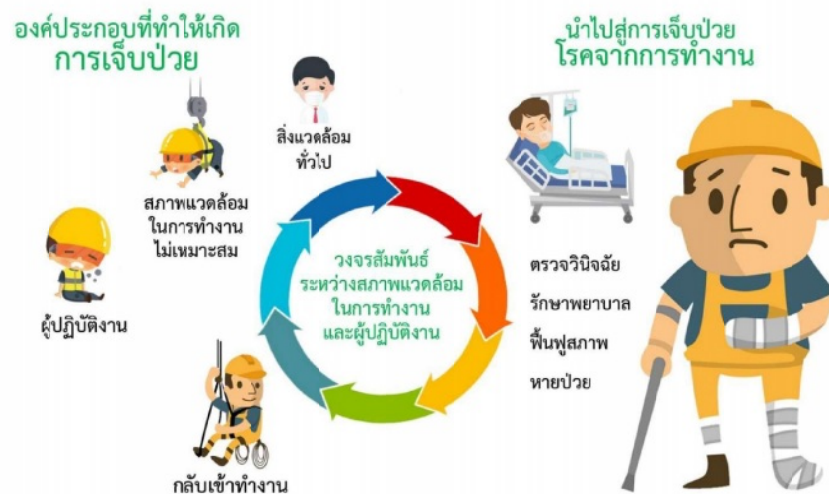 องค์ประกอบที่ทำให้เกิด
การเจ็บป่วย
นำไปสู่การเจ็บป่วย
โรคจากการทำงาน
สิ่งแวดล้อม
ทั่วไป
สภาพแวดล้อม
ในการทำงาน
ไม่เหมาะสม
ผู้ปฏิบัติงาน
วงจรสัมพันธ์
ระหว่างสภาพแวดล้อม
ในการทำงาน
และผู้ปฏิบัติงาน
ตรวจวินิจฉัย
รักษาพยาบาล
ฟื้นฟูสภาพ
หายป่วย
กลับเข้าทำงาน